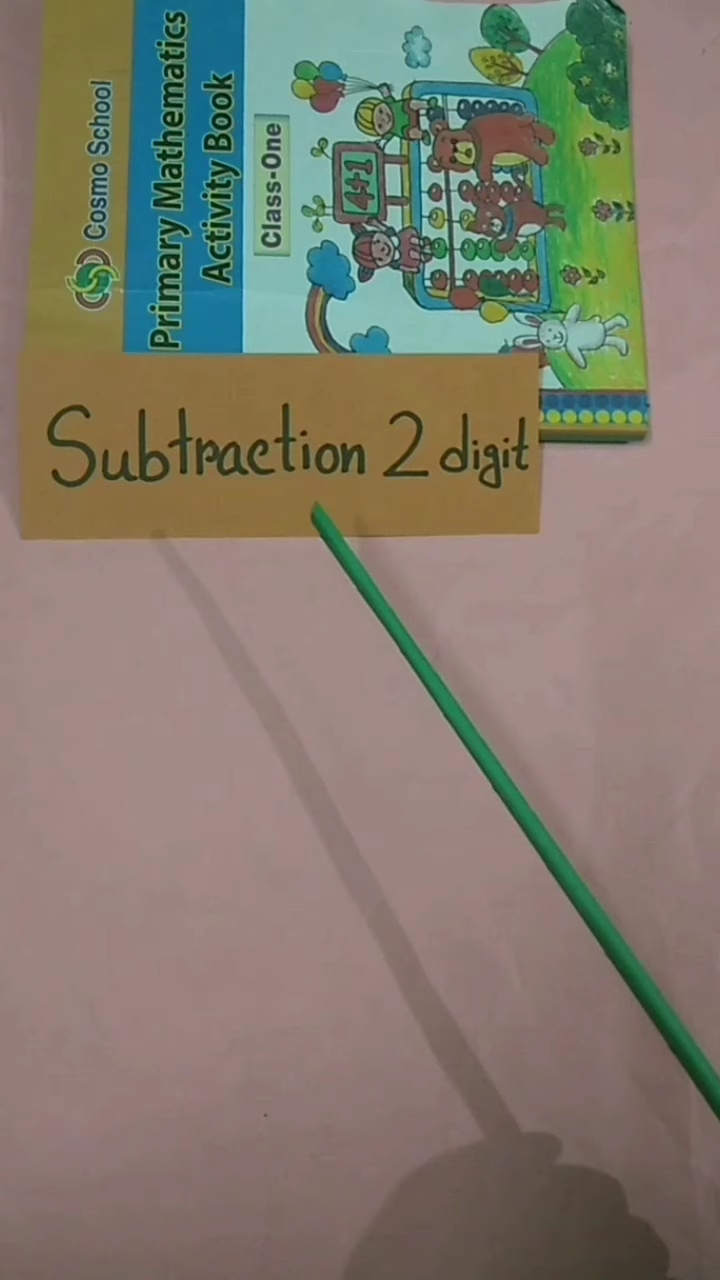 Cosmo School
Primary Mathematics
Activity Book
Class-One
4+1
Subtraction 2 digit